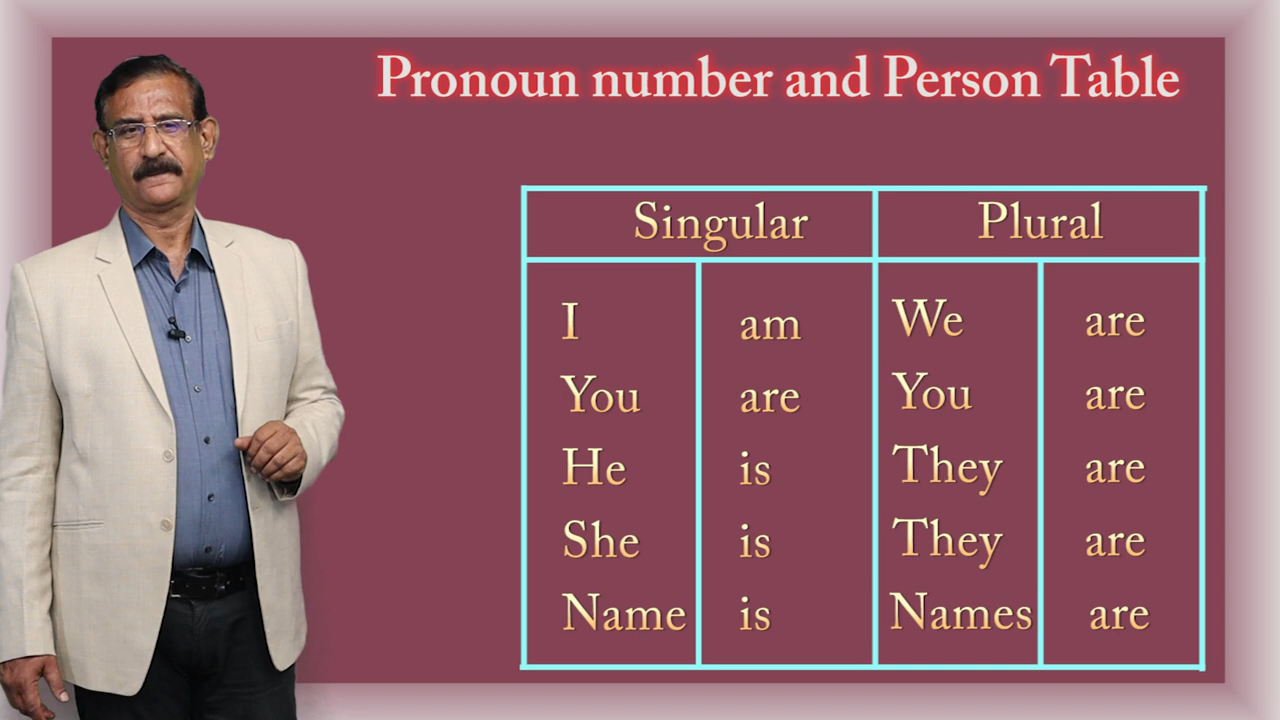 Pronoun number and Person Table
Singular Plural
I am We are
You are You are
He is They are
She is They are
Name is Names are